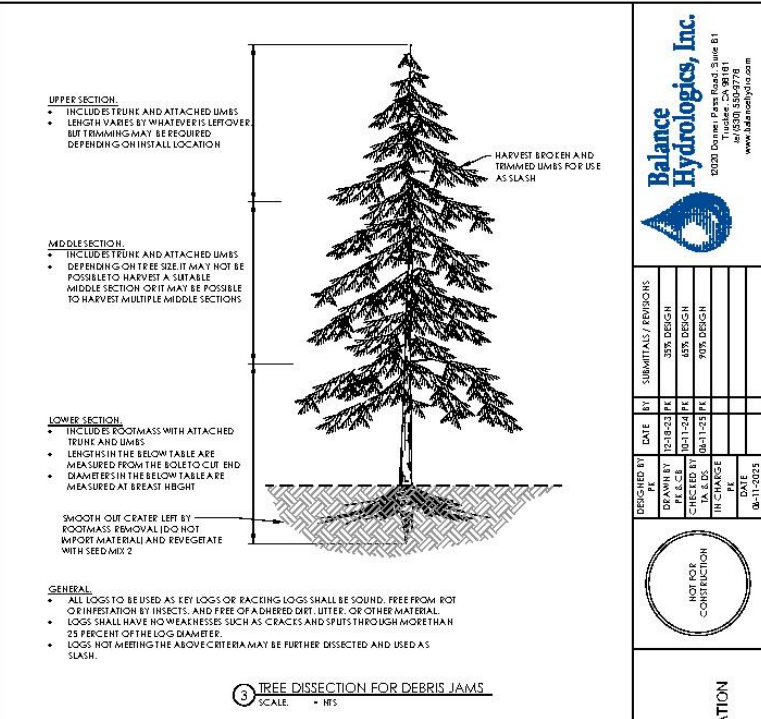 UPPER SECTION.
• INCLUDES TRUNK AND ATTACHED LIMBS
• LENGTH VARIES BY WHATEVER IS LEFTOVER,
BUT TRIMMING MAY BE REQUIRED
DEPENDING ON INSTALL LOCATION
HARVEST BROKEN AND
TRIMMED LIMBS FOR USE
AS SLASH
MIDDLE SECTION.
• INCLUDES TRUNK AND ATTACHED LIMBS
• DEPENDING ON TREE SIZE, IT MAY NOT BE
POSSIBLE TO HARVEST A SUITABLE
MIDDLE SECTION OR IT MAY BE POSSIBLE
TO HARVEST MULTIPLE MIDDLE SECTIONS
LOWER SECTION.
• INCLUDES ROOTMASS WITH ATTACHED
TRUNK AND LIMBS
• LENGTHS IN THE BELOW TABLE ARE
MEASURED FROM THE BOLE TO CUT END
• DIAMETERS IN THE BELOW TABLE ARE
MEASURED AT BREAST HEIGHT
SMOOTH OUT CRATER LEFT BY
ROOTMASS REMOVAL (DO NOT
IMPORT MATERIAL) AND REVEGETATE
WITH SEED MIX 2
GENERAL.
• ALL LOGS TO BE USED AS KEY LOGS OR RACKING LOGS SHALL BE SOUND, FREE FROM ROT
OR INFESTATION BY INSECTS, AND FREE OF ADHERED DIRT, LITTER, OR OTHER MATERIAL.
• LOGS SHALL HAVE NO WEAKNESSES SUCH AS CRACKS AND SPLITS THROUGH MORE THAN
25 PERCENT OF THE LOG DIAMETER.
• LOGS NOT MEETING THE ABOVE CRITERIA MAY BE FURTHER DISSECTED AND USED AS
SLASH.
3 TREE DISSECTION FOR DEBRIS JAMS
SCALE. = NTS
Balance
Hydrologics, Inc.
12020 Donner Pass Road, Suite B1
Truckee, CA 96161
tel (530) 550-9776
www.balancehydro.com
DATE BY SUBMITTALS / REVISIONS
12-18-23 PK 35% DESIGN
10-11-24 PK 65% DESIGN
06-11-25 PK 90% DESIGN
DESIGNED BY
PK
DRAWN BY
PK & CB
CHECKED BY
TA & DS
IN CHARGE
PK
DATE
06-11-2025
NOT FOR
CONSTRUCTION